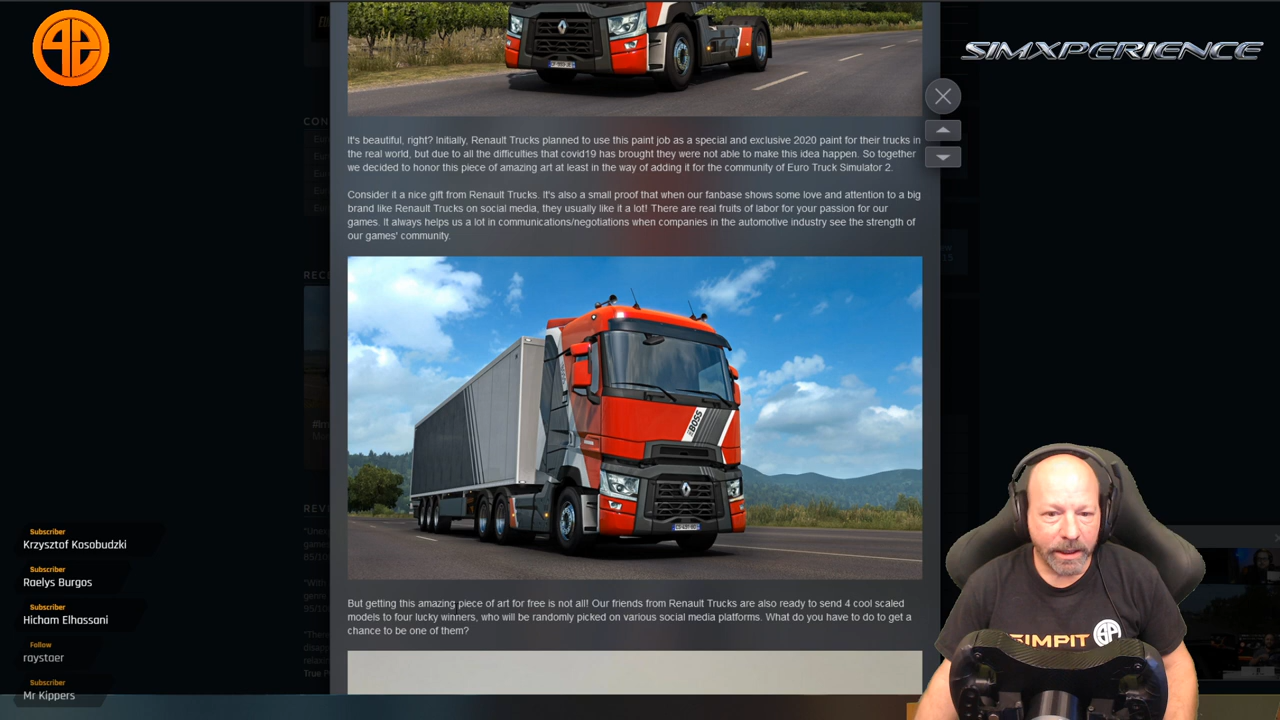 SIMXPERIENCE
It's beautiful, right? Initially, Renault Trucks planned to use this paint job as a special and exclusive 2020 paint for their trucks in
the real world, but due to all the difficulties that covid19 has brought they were not able to make this idea happen. So together
we decided to honor this piece of amazing art at least in the way of adding it for the community of Euro Truck Simulator 2.
Consider it a nice gift from Renault Trucks. It's also a small proof that when our fanbase shows some love and attention to a big
brand like Renault Trucks on social media, they usually like it a lot! There are real fruits of labor for your passion for our
games. It always helps us a lot in communications/negotiations when companies in the automotive industry see the strength of
our games' community.
BOSS
But getting this amazing piece of art for free is not all! Our friends from Renault Trucks are also ready to send 4 cool scaled
models to four lucky winners, who will be randomly picked on various social media platforms. What do you have to do to get a
chance to be one of them?
Subscriber
Krzysztof Kosobudzki
Subscriber
Raelys Burgos
Subscriber
Hicham Elhassani
Follow
raystaer
Subscriber
Mr Kippers
SIMPIT